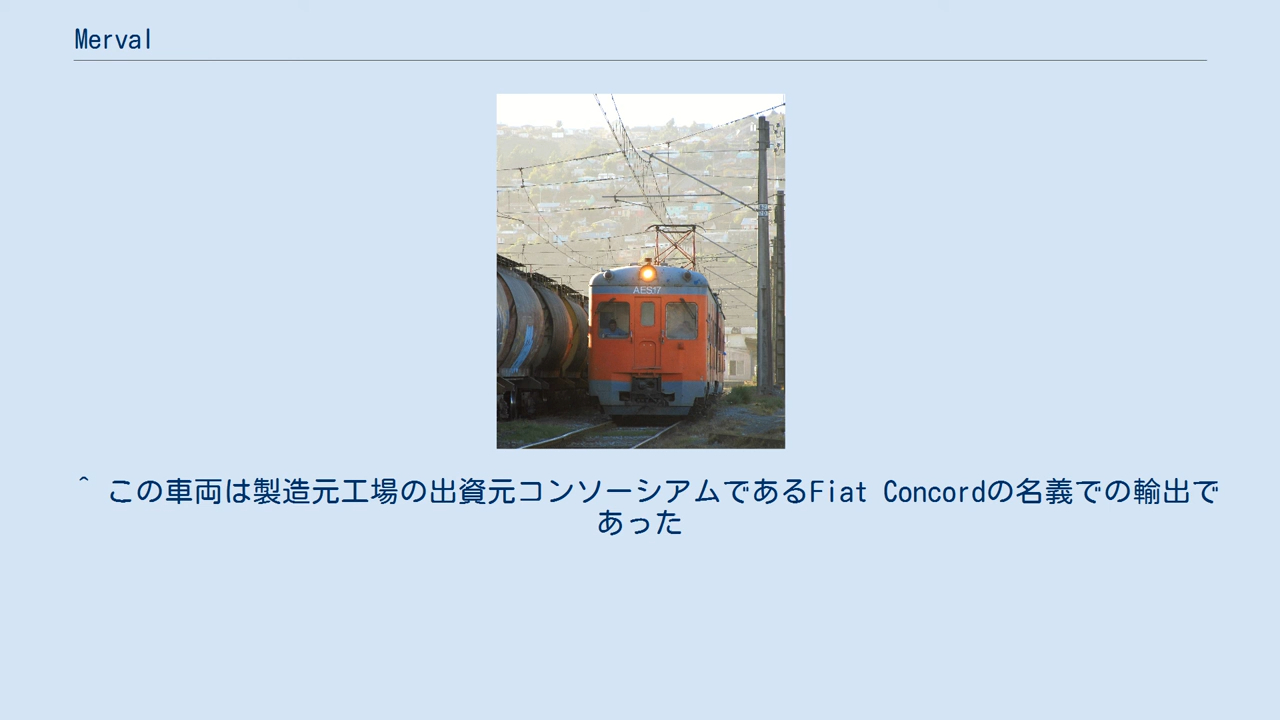 Merval
AES17
^ この車両は製造元工場の出資元コンソーシアムであるFiat Concordの名義での輸出で
あった